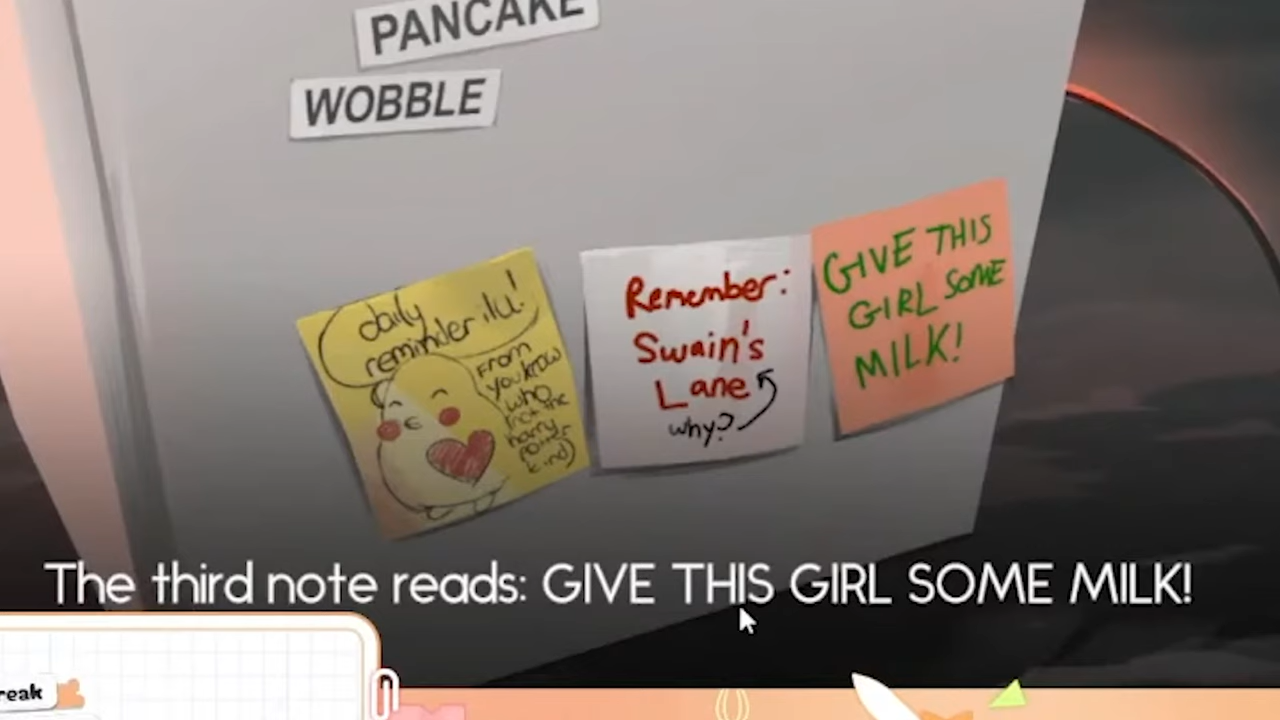 PANCAKE
WOBBLE
daily
reminder ilu!
From
you know
who
(not the
harry
potter
kind)
Remember:
Swain's
Lane
why?
GIVE THIS
GIRL SOME
MILK!
The third note reads: GIVE THIS GIRL SOME MILK!
reak